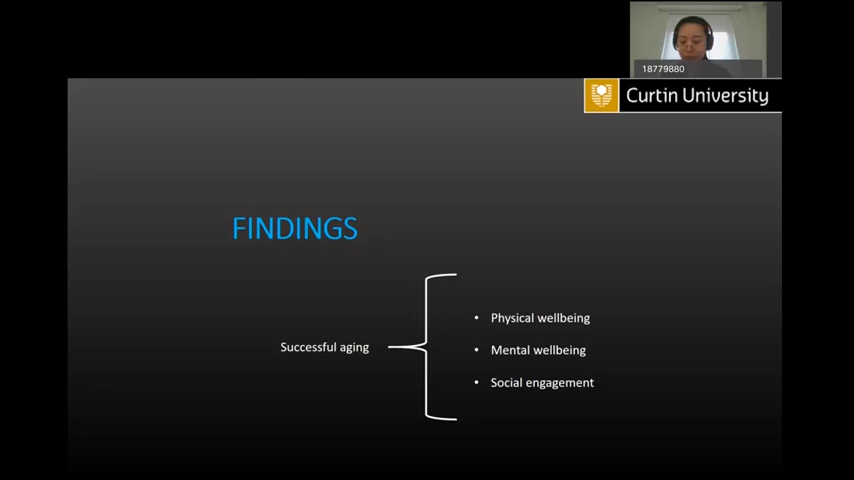 18779880
Curtin University
FINDINGS
Successful aging
• Physical wellbeing
• Mental wellbeing
• Social engagement